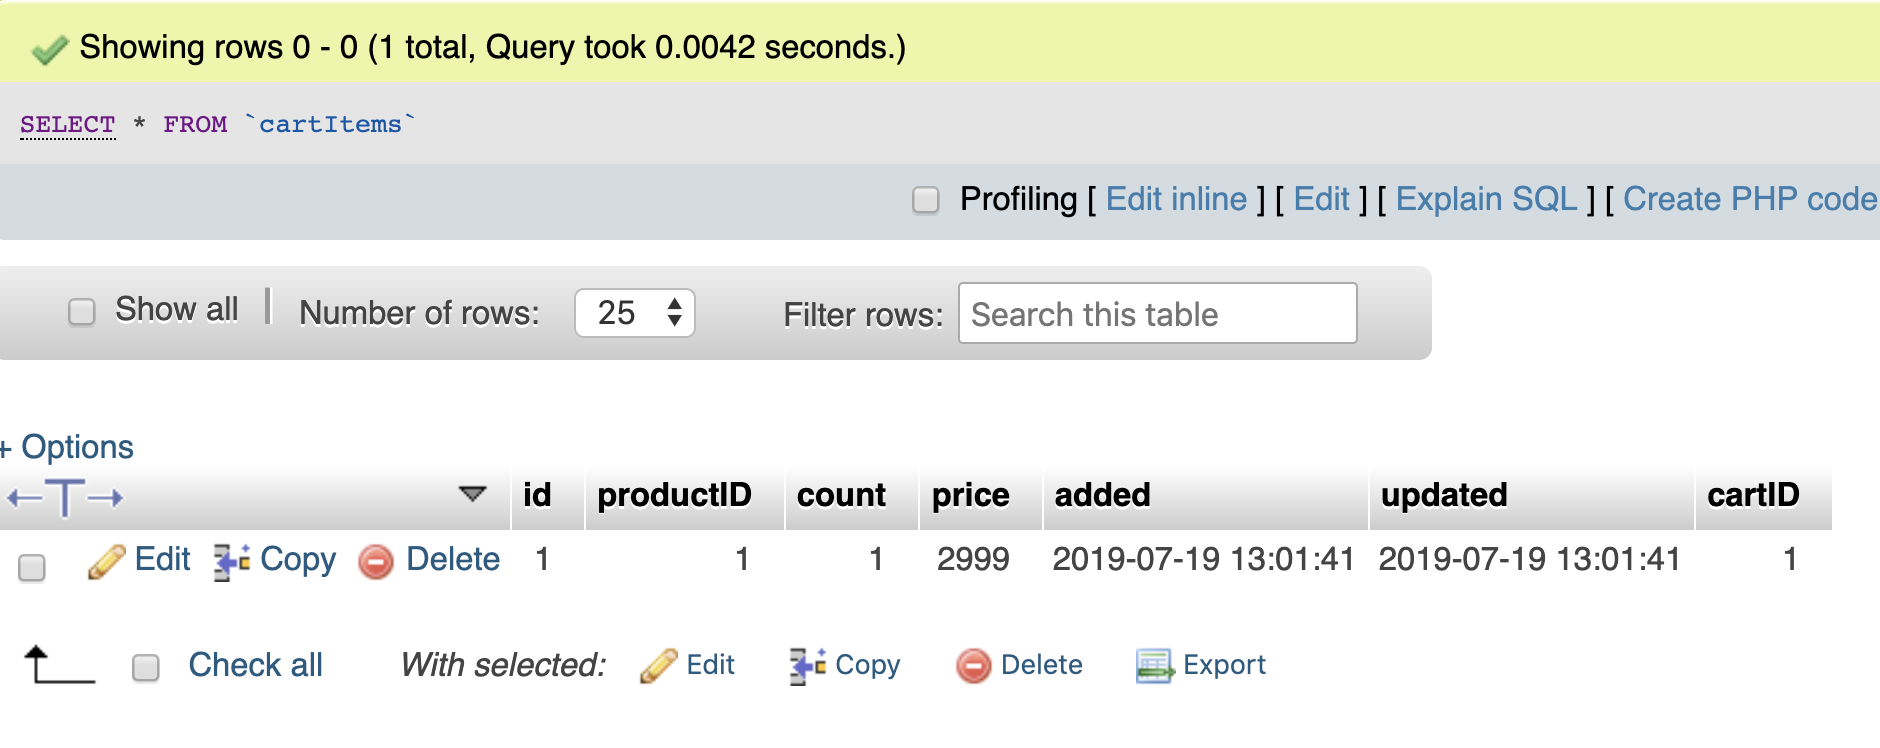 Showing rows 0 - 0 (1 total, Query took 0.0042 seconds.)
SELECT * FROM `cartItems`
Profiling [ Edit inline ] [ Edit ] [ Explain SQL ] [ Create PHP code
Show all | Number of rows: 25 Filter rows: Search this table
+ Options
←T→ id productID count price added updated cartID
Edit Copy Delete 1 1 1 2999 2019-07-19 13:01:41 2019-07-19 13:01:41 1
Check all With selected: Edit Copy Delete Export